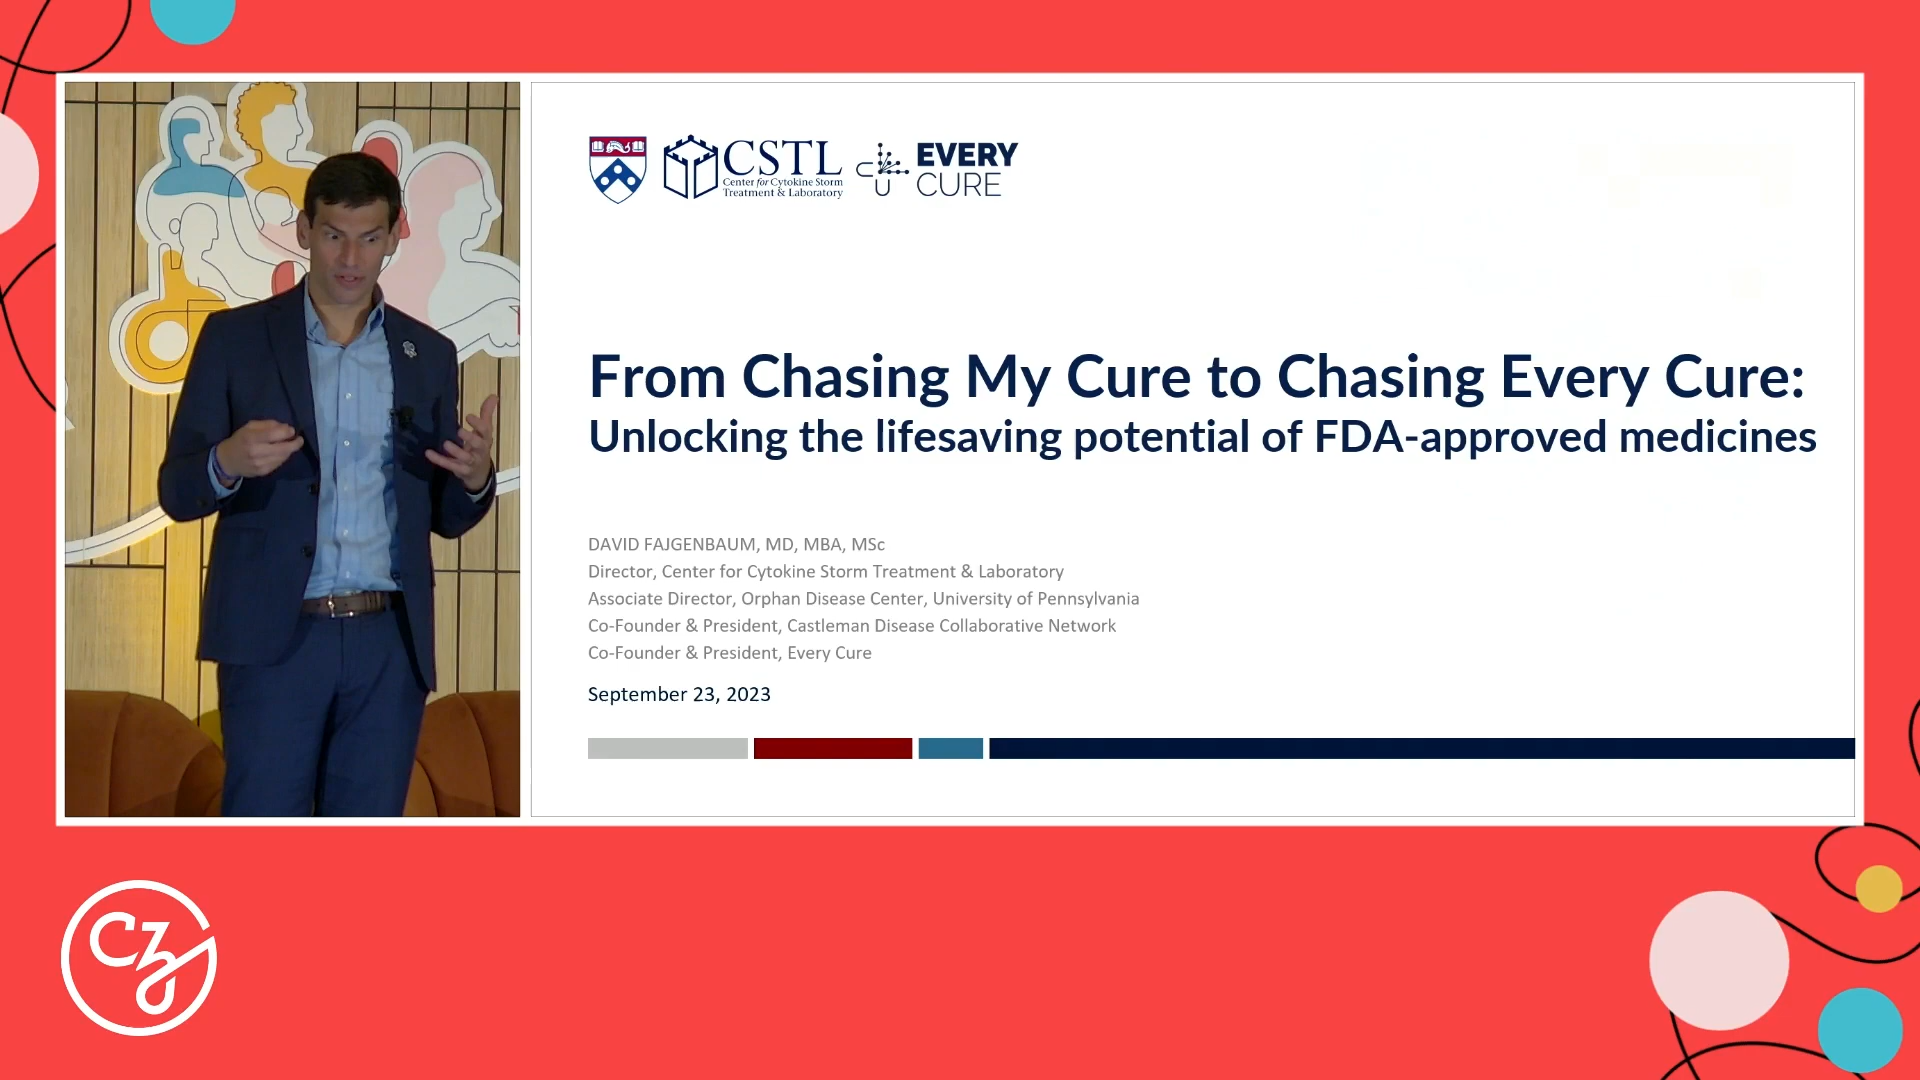 CSTL
Center for Cytokine Storm
Treatment & Laboratory
CU
EVERY
CURE
From Chasing My Cure to Chasing Every Cure:
Unlocking the lifesaving potential of FDA-approved medicines
DAVID FAJGENBAUM, MD, MBA, MSc
Director, Center for Cytokine Storm Treatment & Laboratory
Associate Director, Orphan Disease Center, University of Pennsylvania
Co-Founder & President, Castleman Disease Collaborative Network
Co-Founder & President, Every Cure
September 23, 2023
CZI